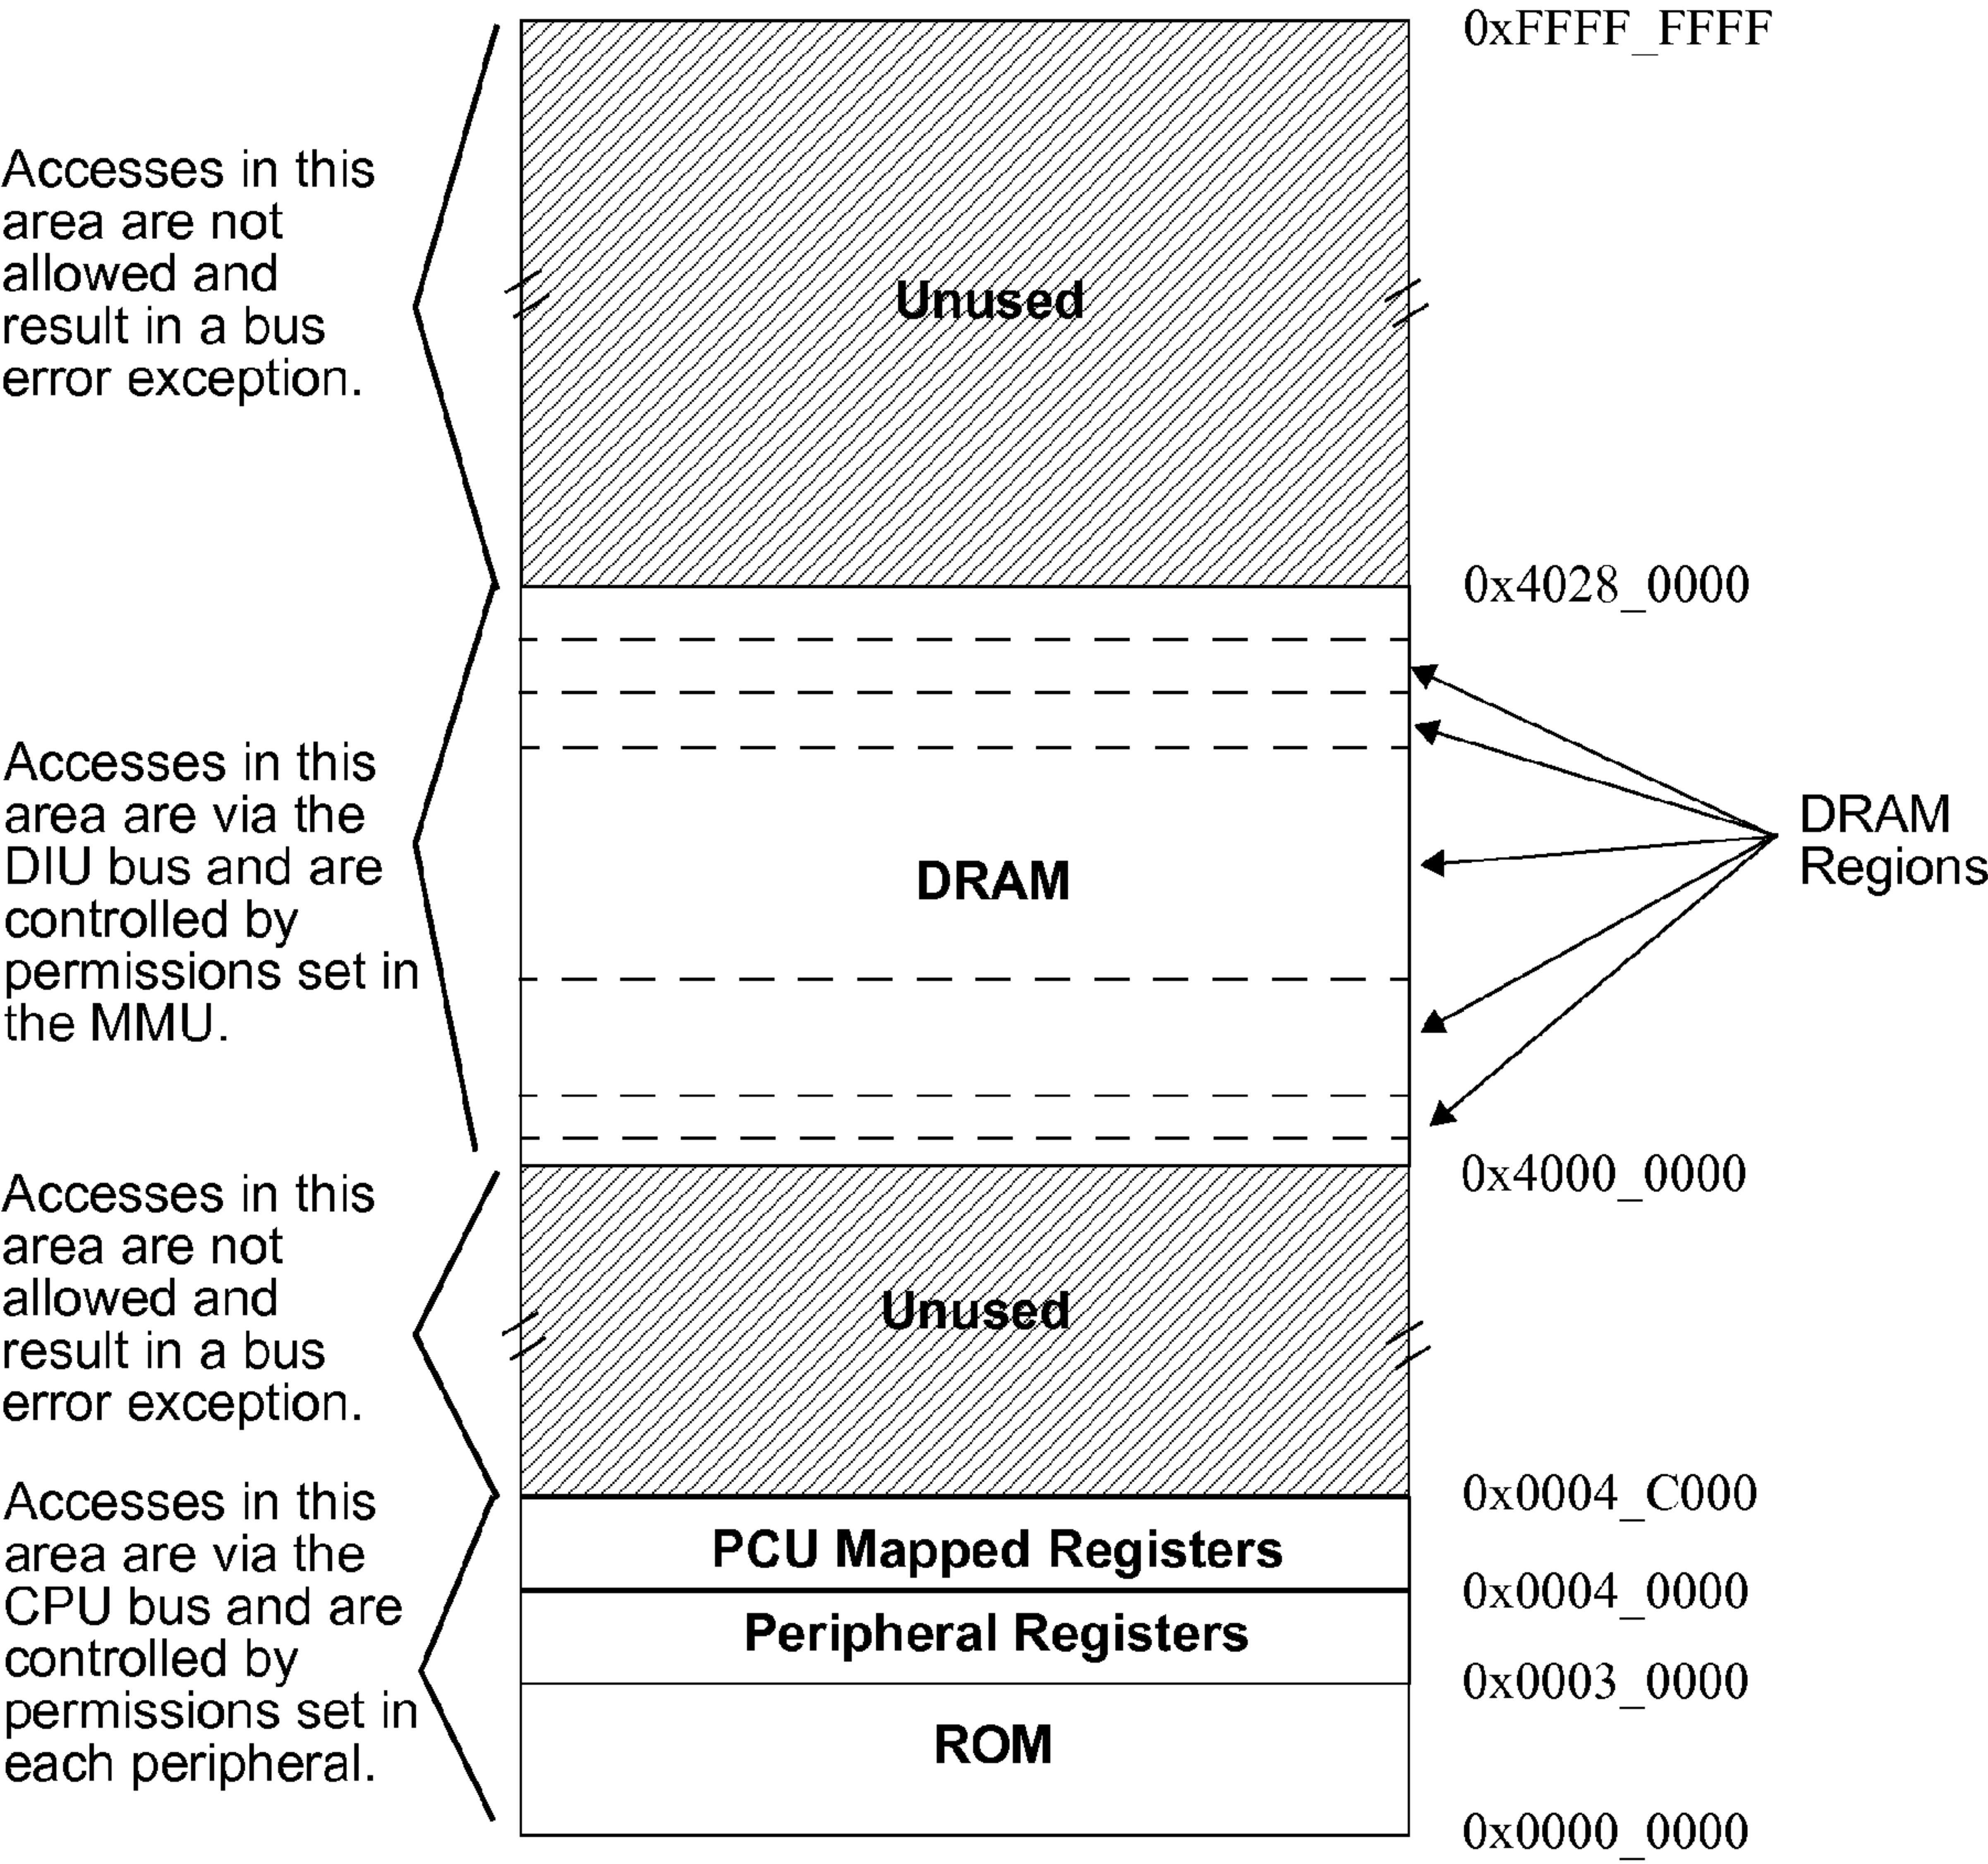 0xFFFF_FFFF
Accesses in this
area are not
allowed and
result in a bus
error exception.
Unused
0x4028_0000
Accesses in this
area are via the
DIU bus and are
controlled by
permissions set in
the MMU.
DRAM
DRAM
Regions
0x4000_0000
Accesses in this
area are not
allowed and
result in a bus
error exception.
Unused
0x0004_C000
Accesses in this
area are via the
CPU bus and are
controlled by
permissions set in
each peripheral.
PCU Mapped Registers
0x0004_0000
Peripheral Registers
0x0003_0000
ROM
0x0000_0000